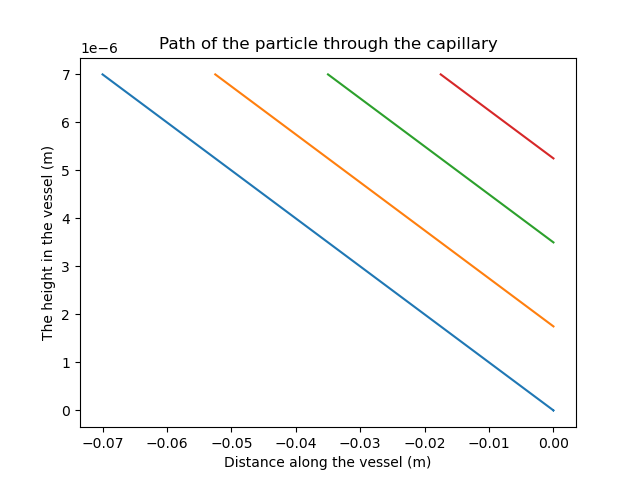 Path of the particle through the capillary
1e−6
7
6
5
4
3
2
1
0
The height in the vessel (m)
−0.07 −0.06 −0.05 −0.04 −0.03 −0.02 −0.01 0.00
Distance along the vessel (m)